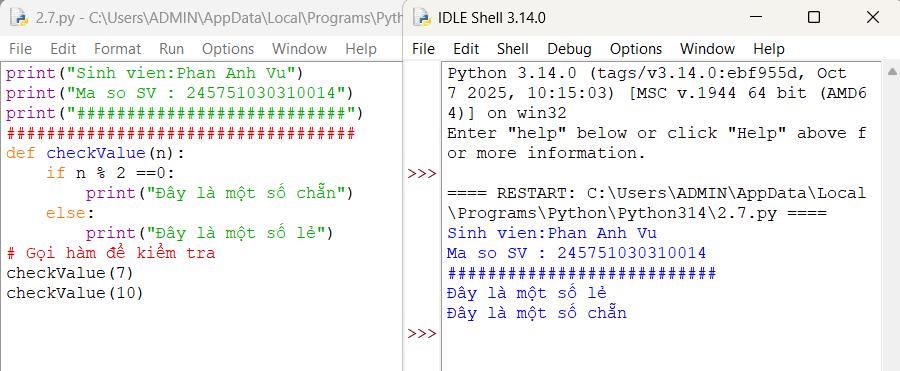 2.7.py - C:\Users\ADMIN\AppData\Local\Programs\Pyth
File Edit Format Run Options Window Help
print("Sinh vien:Phan Anh Vu")
print("Ma so SV : 245751030310014")
print("###########################")
###################################
def checkValue(n):
    if n % 2 ==0:
        print("Đây là một số chẵn")
    else:
        print("Đây là một số lẻ")
# Gọi hàm để kiểm tra
checkValue(7)
checkValue(10)
IDLE Shell 3.14.0
File Edit Shell Debug Options Window Help
Python 3.14.0 (tags/v3.14.0:ebf955d, Oct
7 2025, 10:15:03) [MSC v.1944 64 bit (AMD6
4)] on win32
Enter "help" below or click "Help" above f
or more information.
>>>
==== RESTART: C:\Users\ADMIN\AppData\Local
\Programs\Python\Python314\2.7.py ====
Sinh vien:Phan Anh Vu
Ma so SV : 245751030310014
###########################
Đây là một số lẻ
Đây là một số chẵn
>>>